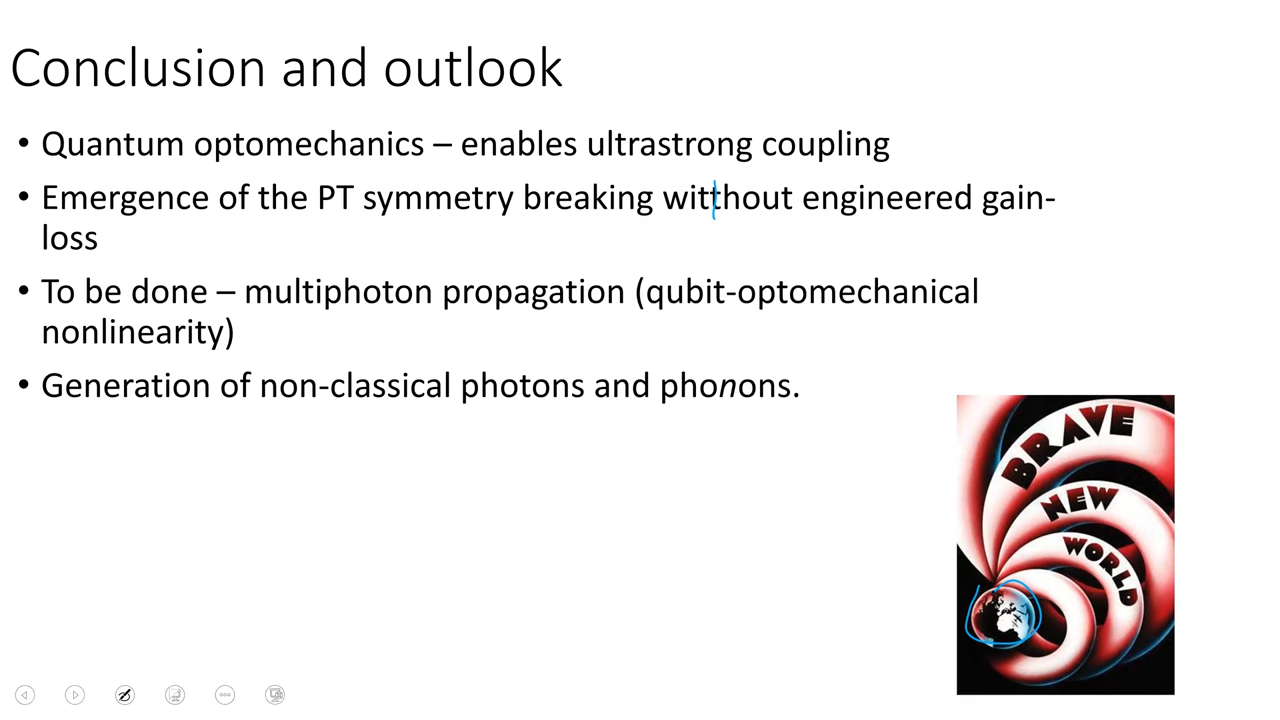 Conclusion and outlook
• Quantum optomechanics – enables ultrastrong coupling
• Emergence of the PT symmetry breaking witthout engineered gain-
loss
• To be done – multiphoton propagation (qubit-optomechanical
nonlinearity)
• Generation of non-classical photons and phonons.
BRAVE
NEW
WORLD